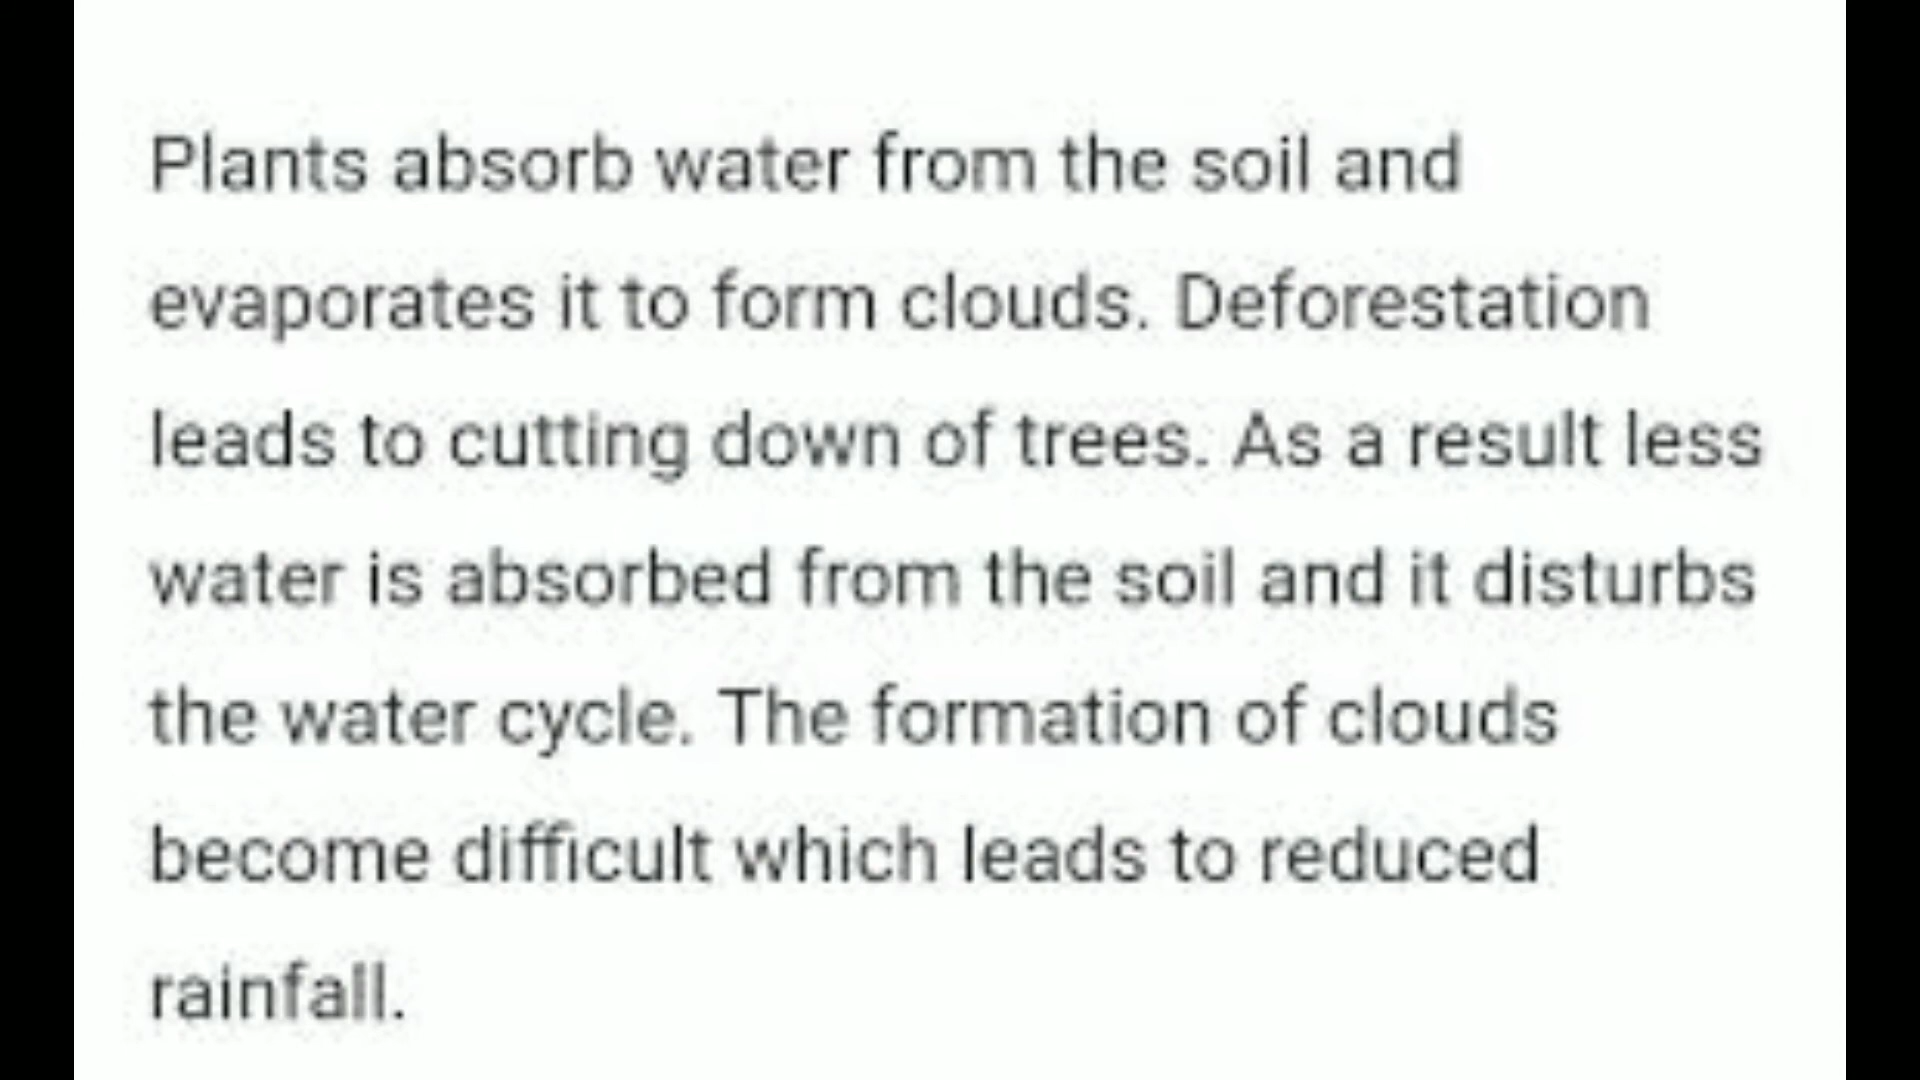 Plants absorb water from the soil and
evaporates it to form clouds. Deforestation
leads to cutting down of trees. As a result less
water is absorbed from the soil and it disturbs
the water cycle. The formation of clouds
become difficult which leads to reduced
rainfall.